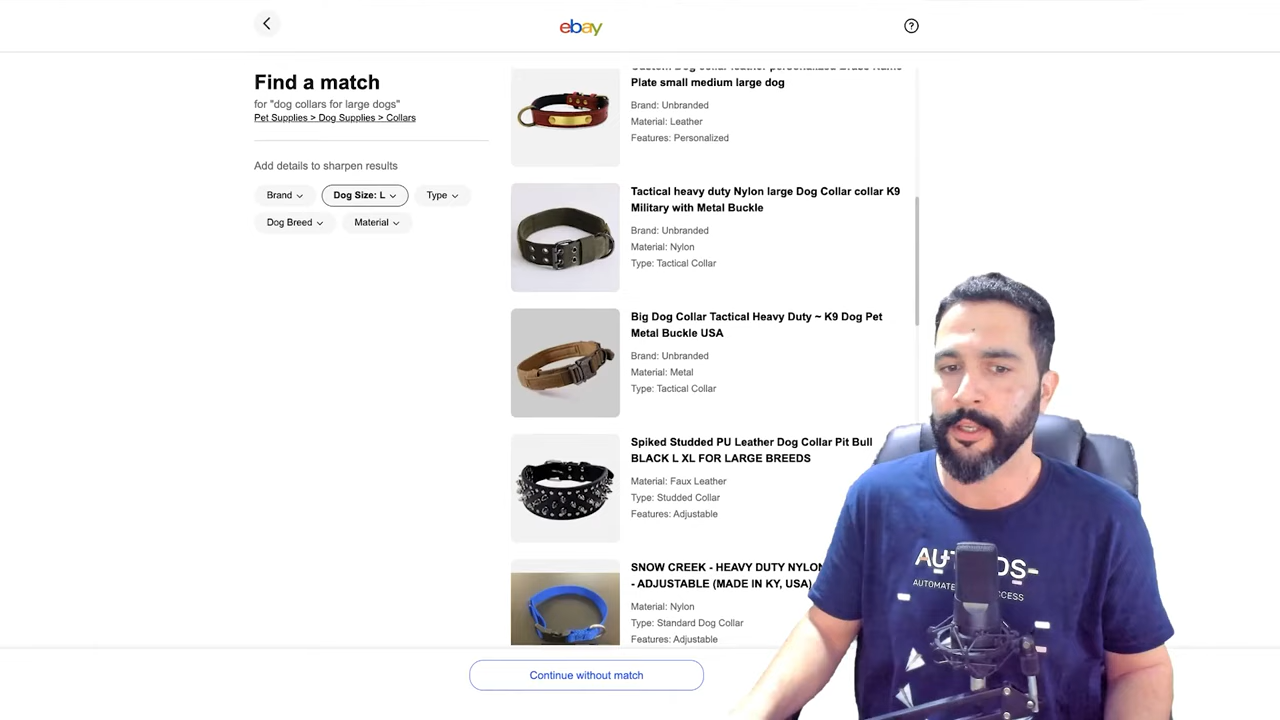 ebay
Find a match
for "dog collars for large dogs"
Pet Supplies > Dog Supplies > Collars
Add details to sharpen results
Brand
Dog Size: L
Type
Dog Breed
Material
Plate small medium large dog
Brand: Unbranded
Material: Leather
Features: Personalized
Tactical heavy duty Nylon large Dog Collar collar K9
Military with Metal Buckle
Brand: Unbranded
Material: Nylon
Type: Tactical Collar
Big Dog Collar Tactical Heavy Duty ~ K9 Dog Pet
Metal Buckle USA
Brand: Unbranded
Material: Metal
Type: Tactical Collar
Spiked Studded PU Leather Dog Collar Pit Bull
BLACK L XL FOR LARGE BREEDS
Material: Faux Leather
Type: Studded Collar
Features: Adjustable
SNOW CREEK - HEAVY DUTY NYLON
- ADJUSTABLE (MADE IN KY, USA)
Material: Nylon
Type: Standard Dog Collar
Features: Adjustable
Continue without match